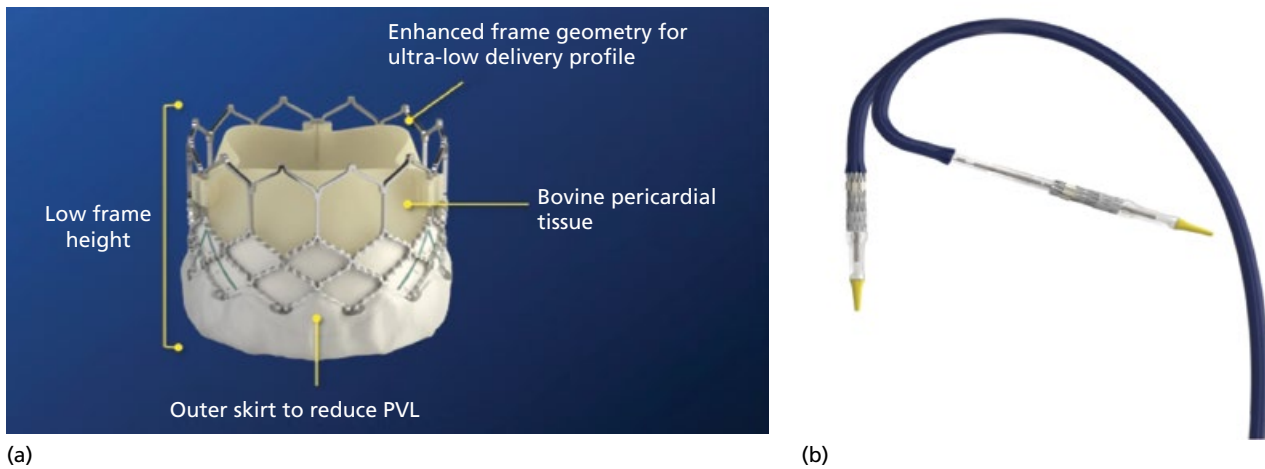 Enhanced frame geometry for
ultra-low delivery profile
Low frame
height
Bovine pericardial
tissue
Outer skirt to reduce PVL
(a)
(b)